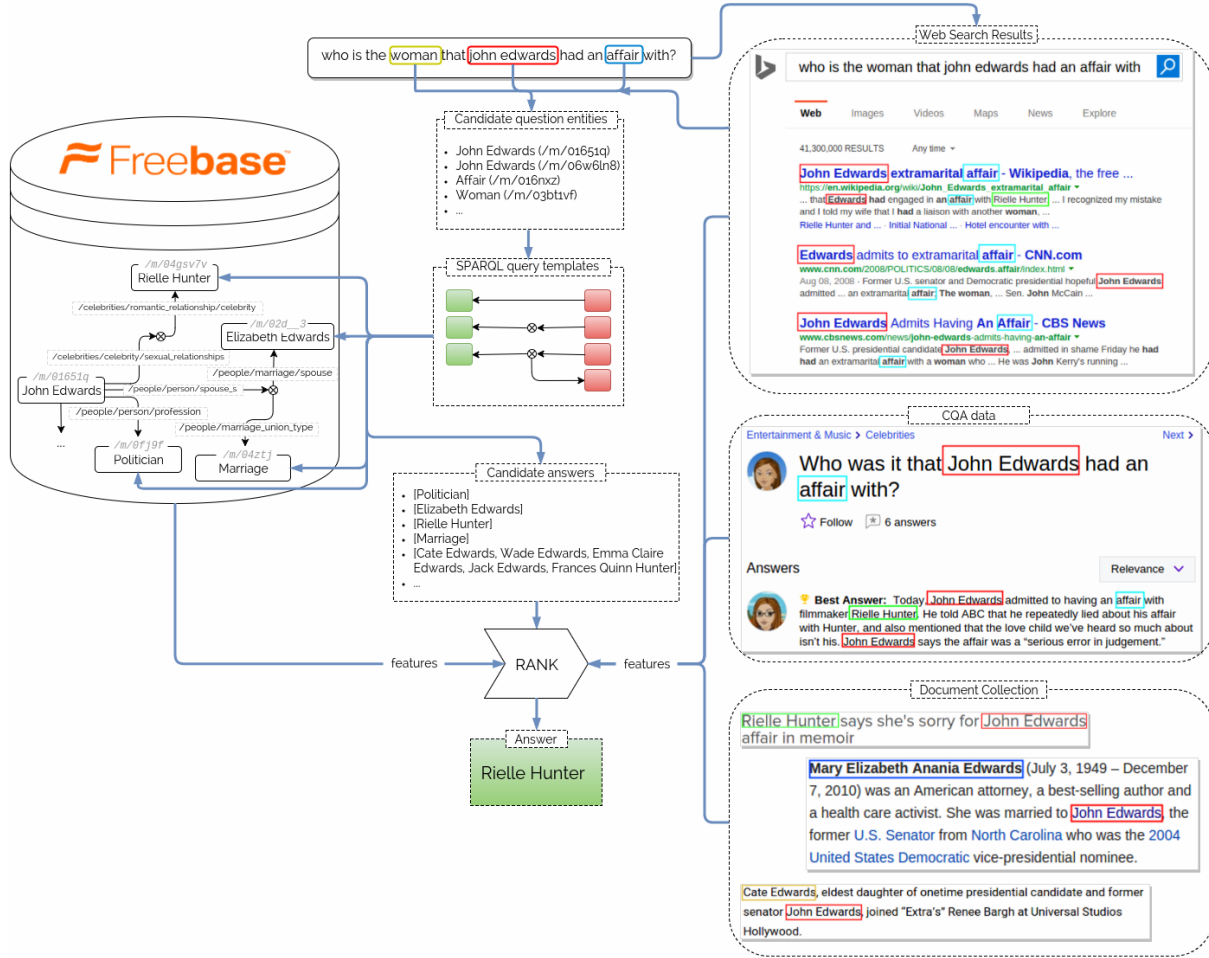 who is the woman that john edwards had an affair with?
Candidate question entities
• John Edwards (/m/01651q)
• John Edwards (/m/06w6ln8)
• Affair (/m/016nxz)
• Woman (/m/03bt1vf)
• ...
Freebase™
/m/04gsv7v
Rielle Hunter
/celebrities/romantic_relationship/celebrity
/m/02d__3
Elizabeth Edwards
/celebrities/celebrity/sexual_relationships
/people/marriage/spouse
/m/01651q
John Edwards
/people/person/spouse_s
/people/person/profession
/people/marriage_union_type
...
/m/0fj9f
Politician
/m/04ztj
Marriage
SPARQL query templates
Candidate answers
• [Politician]
• [Elizabeth Edwards]
• [Rielle Hunter]
• [Marriage]
• [Cate Edwards, Wade Edwards, Emma Claire
Edwards, Jack Edwards, Frances Quinn Hunter]
• ...
features
RANK
features
Answer
Rielle Hunter
Web Search Results
who is the woman that john edwards had an affair with
Web Images Videos Maps News Explore
41,300,000 RESULTS Any time
John Edwards extramarital affair - Wikipedia, the free ...
https://en.wikipedia.org/wiki/John_Edwards_extramarital_affair
... that Edwards had engaged in an affair with Rielle Hunter ... I recognized my mistake
and I told my wife that I had a liaison with another woman, ...
Rielle Hunter and ... · Initial National ... · Hotel encounter with ...
Edwards admits to extramarital affair - CNN.com
www.cnn.com/2008/POLITICS/08/08/edwards.affair/index.html
Aug 08, 2008 · Former U.S. senator and Democratic presidential hopeful John Edwards
admitted ... an extramarital affair. The woman, ... Sen. John McCain ...
John Edwards Admits Having An Affair - CBS News
www.cbsnews.com/news/john-edwards-admits-having-an-affair
Former U.S. presidential candidate John Edwards, ... admitted in shame Friday he had
had an extramarital affair with a woman who ... He was John Kerry's running ...
CQA data
Entertainment & Music > Celebrities Next >
Who was it that John Edwards had an
affair with?
Follow 6 answers
Answers
Relevance
Best Answer: Today, John Edwards admitted to having an affair with
filmmaker Rielle Hunter. He told ABC that he repeatedly lied about his affair
with Hunter, and also mentioned that the love child we've heard so much about
isn't his. John Edwards says the affair was a “serious error in judgement.”
Document Collection
Rielle Hunter says she's sorry for John Edwards
affair in memoir
Mary Elizabeth Anania Edwards (July 3, 1949 – December
7, 2010) was an American attorney, a best-selling author and
a health care activist. She was married to John Edwards, the
former U.S. Senator from North Carolina who was the 2004
United States Democratic vice-presidential nominee.
Cate Edwards, eldest daughter of onetime presidential candidate and former
senator John Edwards, joined “Extra's” Renee Bargh at Universal Studios
Hollywood.